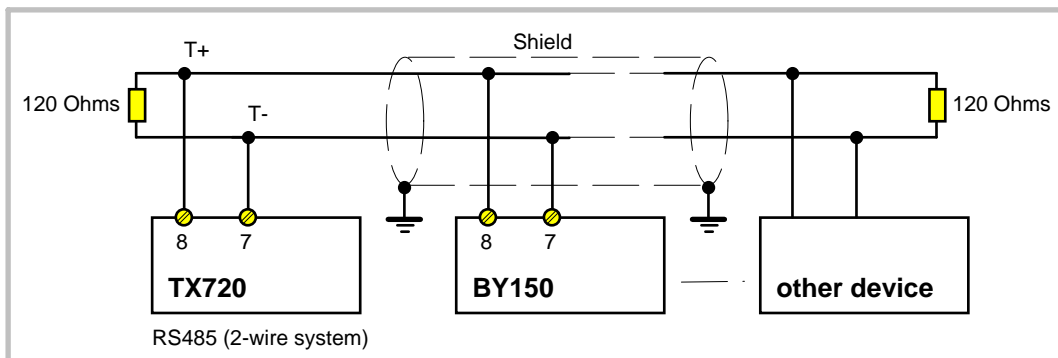 Shield
T+
120 Ohms
120 Ohms
T-
8 7
8 7
TX720
BY150
other device
RS485 (2-wire system)